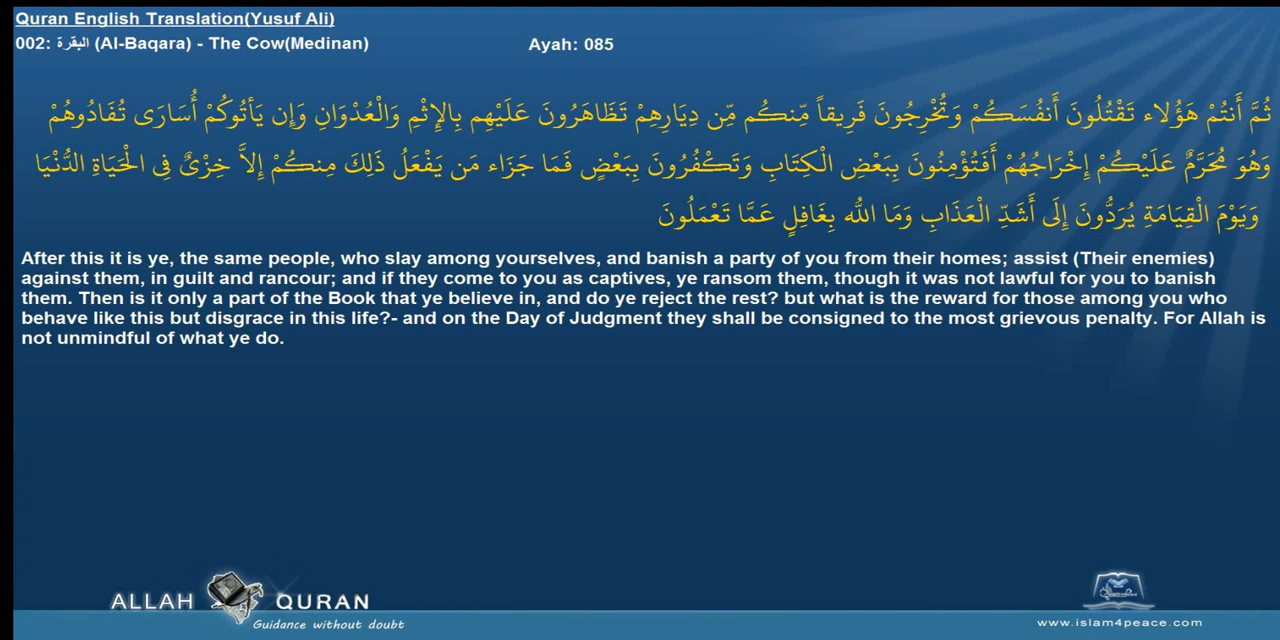 Quran English Translation(Yusuf Ali)
002: البقرة (Al-Baqara) - The Cow(Medinan)
Ayah: 085
ثُمَّ أَنتُمْ هَؤُلاء تَقْتُلُونَ أَنفُسَكُمْ وَتُخْرِجُونَ فَرِيقاً مِّنكُم مِّن دِيَارِهِمْ تَظَاهَرُونَ عَلَيْهِم بِالإِثْمِ وَالْعُدْوَانِ وَإِن يَأتُوكُمْ أُسَارَى تُفَادُوهُمْ
وَهُوَ مُحَرَّمٌ عَلَيْكُمْ إِخْرَاجُهُمْ أَفَتُؤْمِنُونَ بِبَعْضِ الْكِتَابِ وَتَكْفُرُونَ بِبَعْضٍ فَمَا جَزَاء مَن يَفْعَلُ ذَلِكَ مِنكُمْ إِلاَّ خِزْىٌ فِى الْحَيَاةِ الدُّنْيَا
وَيَوْمَ الْقِيَامَةِ يُرَدُّونَ إِلَى أَشَدِّ الْعَذَابِ وَمَا اللّه بِغَافِلٍ عَمَّا تَعْمَلُونَ
After this it is ye, the same people, who slay among yourselves, and banish a party of you from their homes; assist (Their enemies)
against them, in guilt and rancour; and if they come to you as captives, ye ransom them, though it was not lawful for you to banish
them. Then is it only a part of the Book that ye believe in, and do ye reject the rest? but what is the reward for those among you who
behave like this but disgrace in this life?- and on the Day of Judgment they shall be consigned to the most grievous penalty. For Allah is
not unmindful of what ye do.
ALLAH QURAN
Guidance without doubt
www.islam4peace.com